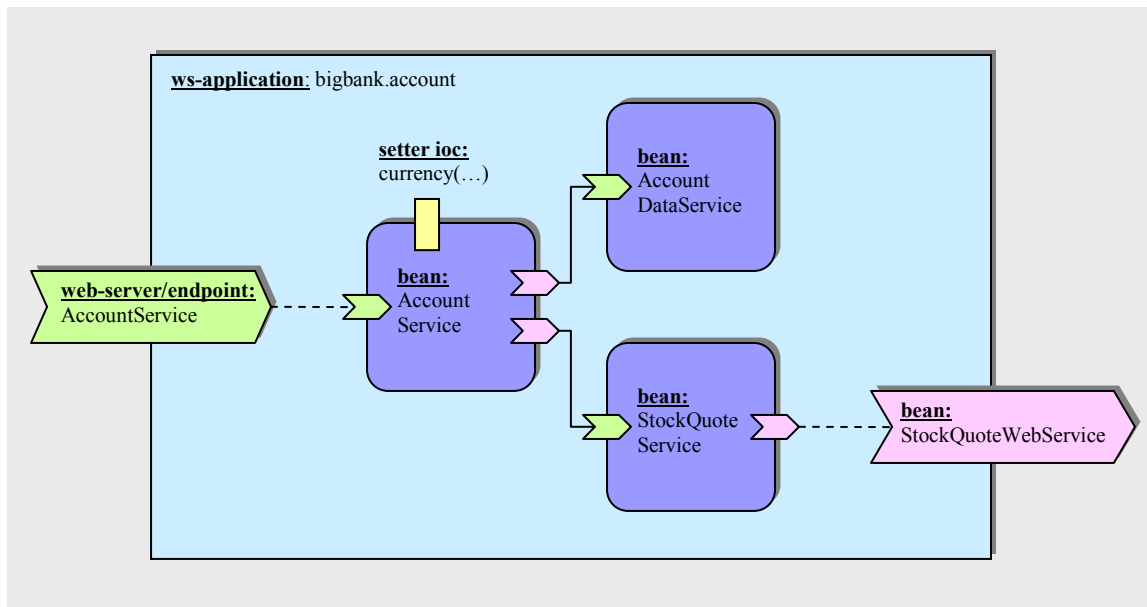 ws-application: bigbank.account
setter ioc:
currency(…)
bean:
Account
DataService
web-server/endpoint:
AccountService
bean:
Account
Service
bean:
StockQuote
Service
bean:
StockQuoteWebService